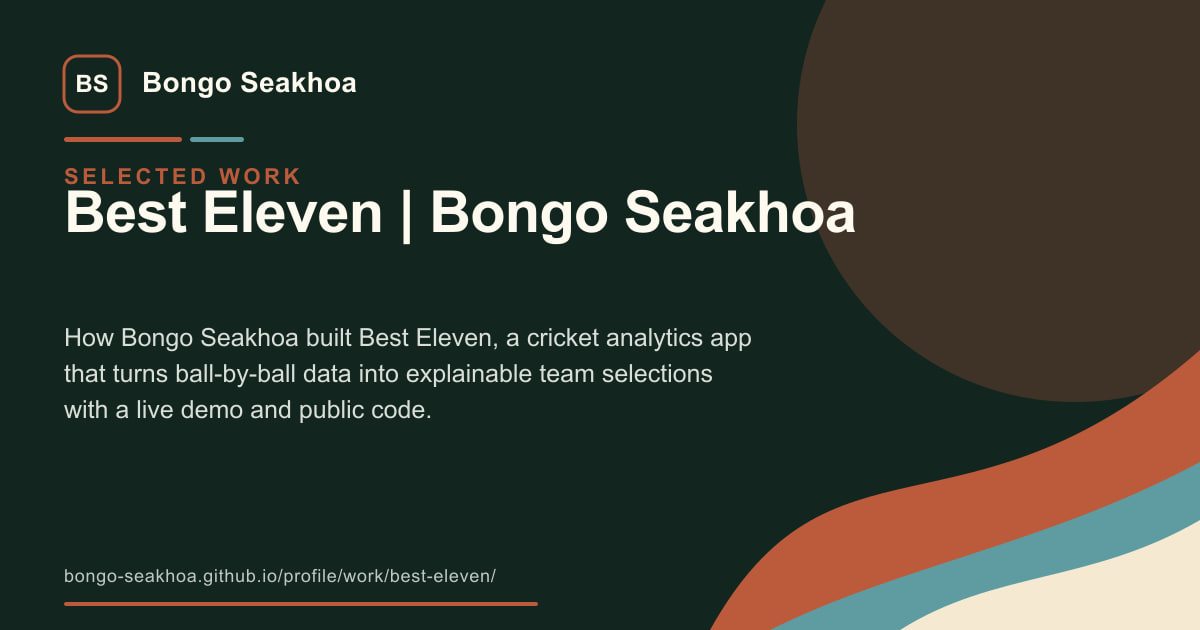 BS
Bongo Seakhoa
SELECTED WORK
Best Eleven | Bongo Seakhoa
How Bongo Seakhoa built Best Eleven, a cricket analytics app
that turns ball-by-ball data into explainable team selections
with a live demo and public code.
bongo-seakhoa.github.io/profile/work/best-eleven/